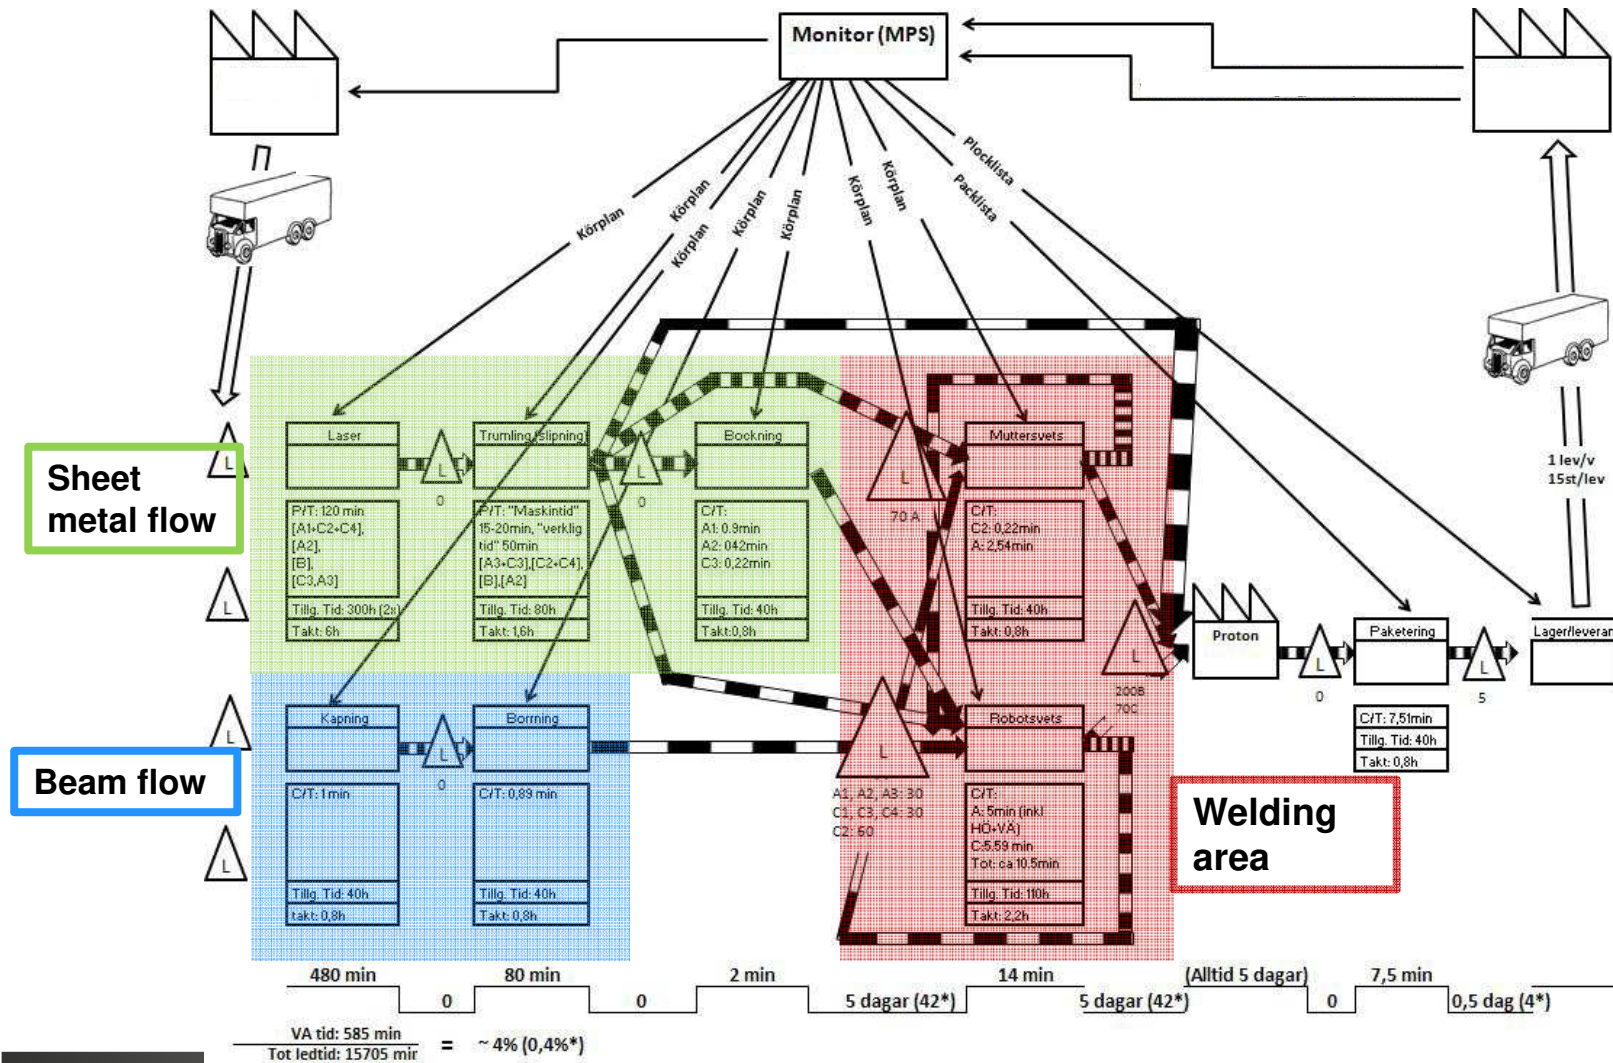 Monitor (MPS)
Körplan
Körplan
Körplan
Körplan
Körplan
Körplan
Körplan
Packlista
Plocklista
1 lev/v
15st/lev
Sheet
metal flow
L
L
L
L
Laser
P/T: 120 min
[A1+C2+C4],
[A2],
[B],
[C3,A3]
Tillg. Tid: 300h (2x)
Takt: 6h
L
0
Trumling (slipning)
P/T: "Maskintid"
15-20min, "verklig
tid" 50min
[A3+C3],[C2+C4],
[B],[A2]
Tillg. Tid: 80h
Takt: 1,6h
L
0
Bockning
C/T:
A1: 0.9min
A2: 042min
C3: 0,22min
Tillg. Tid: 40h
Takt:0,8h
L
70 A
Muttersvets
C/T:
C2: 0,22min
A: 2,54min
Tillg. Tid: 40h
Takt: 0,8h
L
200B
70C
Proton
L
0
Paketering
C/T: 7,51min
Tillg. Tid: 40h
Takt: 0,8h
L
5
Lager/leveran
Beam flow
Kapning
C/T: 1 min
Tillg. Tid: 40h
takt: 0,8h
L
0
Borrning
C/T: 0,89 min
Tillg. Tid: 40h
Takt: 0,8h
L
A1, A2, A3: 30
C1, C3, C4: 30
C2: 60
Robotsvets
C/T:
A: 5min (inkl
HÖ+VÄ)
C:5.59 min
Tot: ca 10.5min
Tillg. Tid: 110h
Takt: 2,2h
Welding
area
480 min
80 min
2 min
14 min
(Alltid 5 dagar)
7,5 min
0
0
5 dagar (42*)
5 dagar (42*)
0
0,5 dag (4*)
VA tid: 585 min
Tot ledtid: 15705 mir
= ~ 4% (0,4%*)